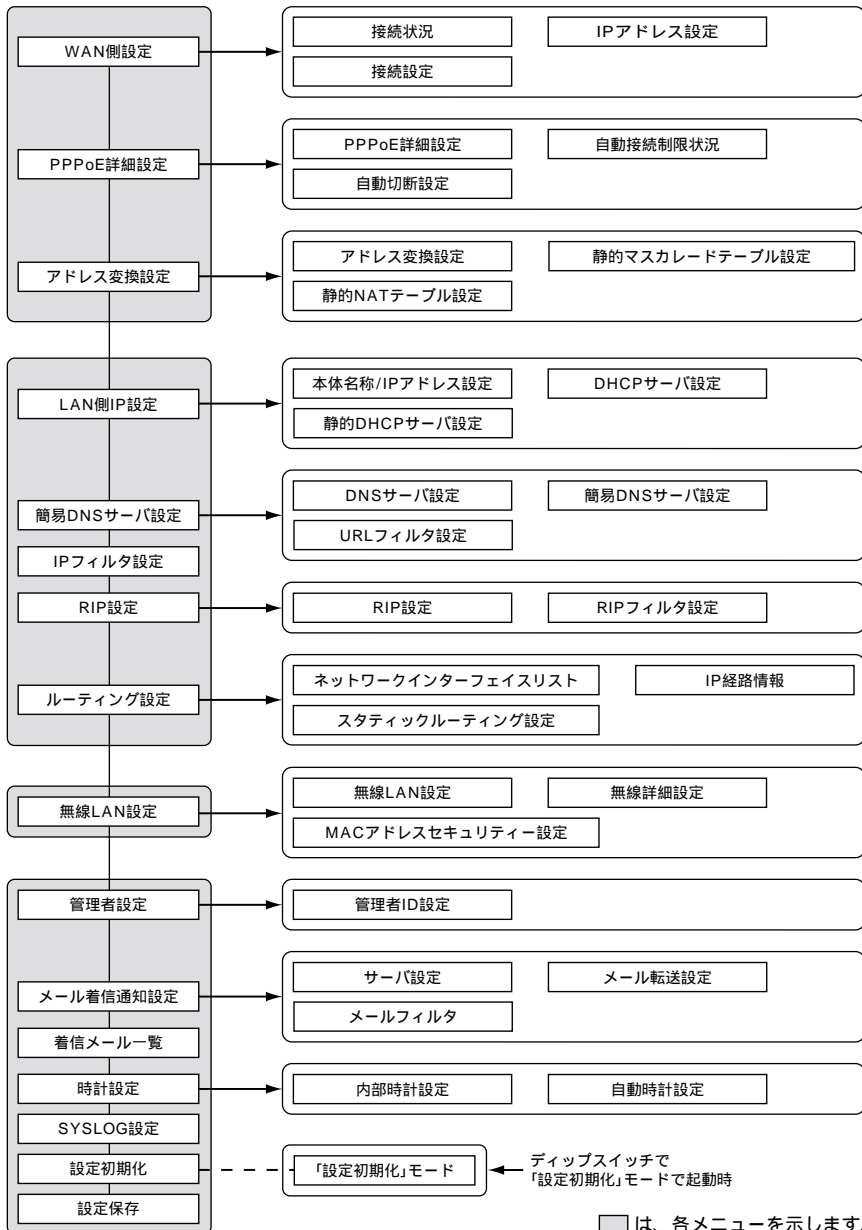 WAN側設定
接続状況
IPアドレス設定
接続設定
PPPoE詳細設定
PPPoE詳細設定
自動接続制限状況
自動切断設定
アドレス変換設定
アドレス変換設定
静的マスカレードテーブル設定
静的NATテーブル設定
LAN側IP設定
本体名称/IPアドレス設定
DHCPサーバ設定
静的DHCPサーバ設定
簡易DNSサーバ設定
DNSサーバ設定
簡易DNSサーバ設定
URLフィルタ設定
IPフィルタ設定
RIP設定
RIP設定
RIPフィルタ設定
ルーティング設定
ネットワークインターフェイスリスト
IP経路情報
スタティックルーティング設定
無線LAN設定
無線LAN設定
無線詳細設定
MACアドレスセキュリティー設定
管理者設定
管理者ID設定
メール着信通知設定
サーバ設定
メール転送設定
メールフィルタ
着信メール一覧
時計設定
内部時計設定
自動時計設定
SYSLOG設定
設定初期化
「設定初期化」モード
ディップスイッチで
「設定初期化」モードで起動時
設定保存
は、各メニューを示します。